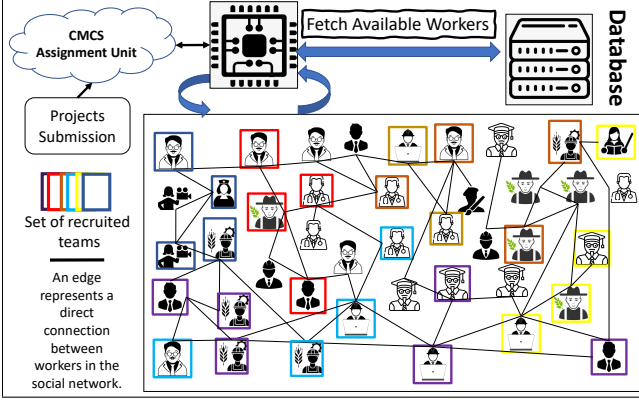 CMCS
Assignment Unit
Fetch Available Workers
Database
Projects
Submission
Set of recruited
teams
An edge
represents a
direct
connection
between
workers in the
social network.